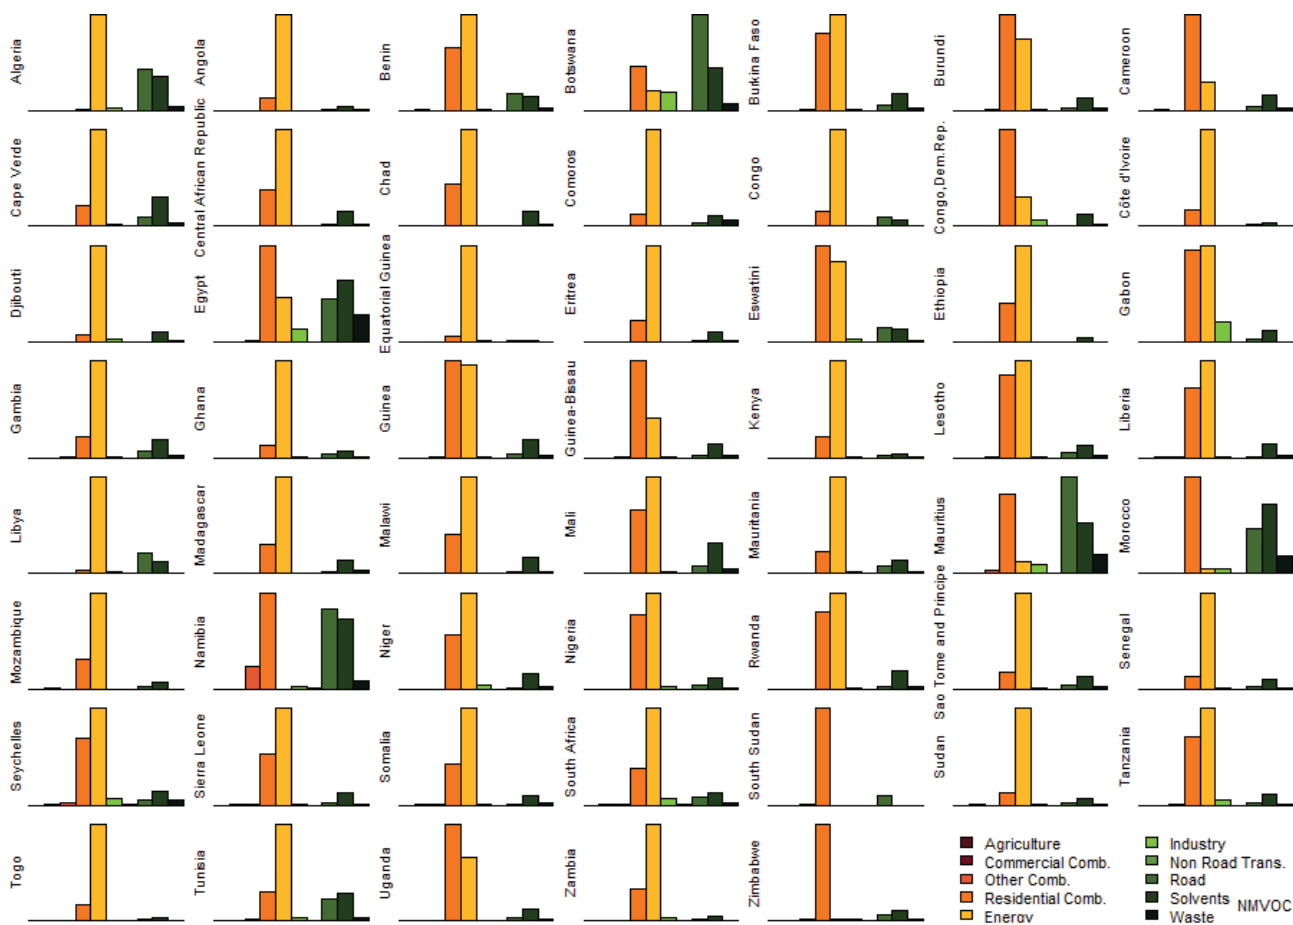 Algeria
Angola
Benin
Botswana
Burkina Faso
Burundi
Cameroon
Cape Verde
Central African Republic
Chad
Comoros
Congo
Congo,Dem.Rep.
Côte d'Ivoire
Djibouti
Egypt
Equatorial Guinea
Eritrea
Eswatini
Ethiopia
Gabon
Gambia
Ghana
Guinea
Guinea-Bissau
Kenya
Lesotho
Liberia
Libya
Madagascar
Malawi
Mali
Mauritania
Mauritius
Morocco
Mozambique
Namibia
Niger
Nigeria
Rwanda
Sao Tome and Principe
Senegal
Seychelles
Sierra Leone
Somalia
South Africa
South Sudan
Sudan
Tanzania
Togo
Tunisia
Uganda
Zambia
Zimbabwe
Agriculture
Commercial Comb.
Other Comb.
Residential Comb.
Energy
Industry
Non Road Trans.
Road
Solvents
Waste
NMVOC